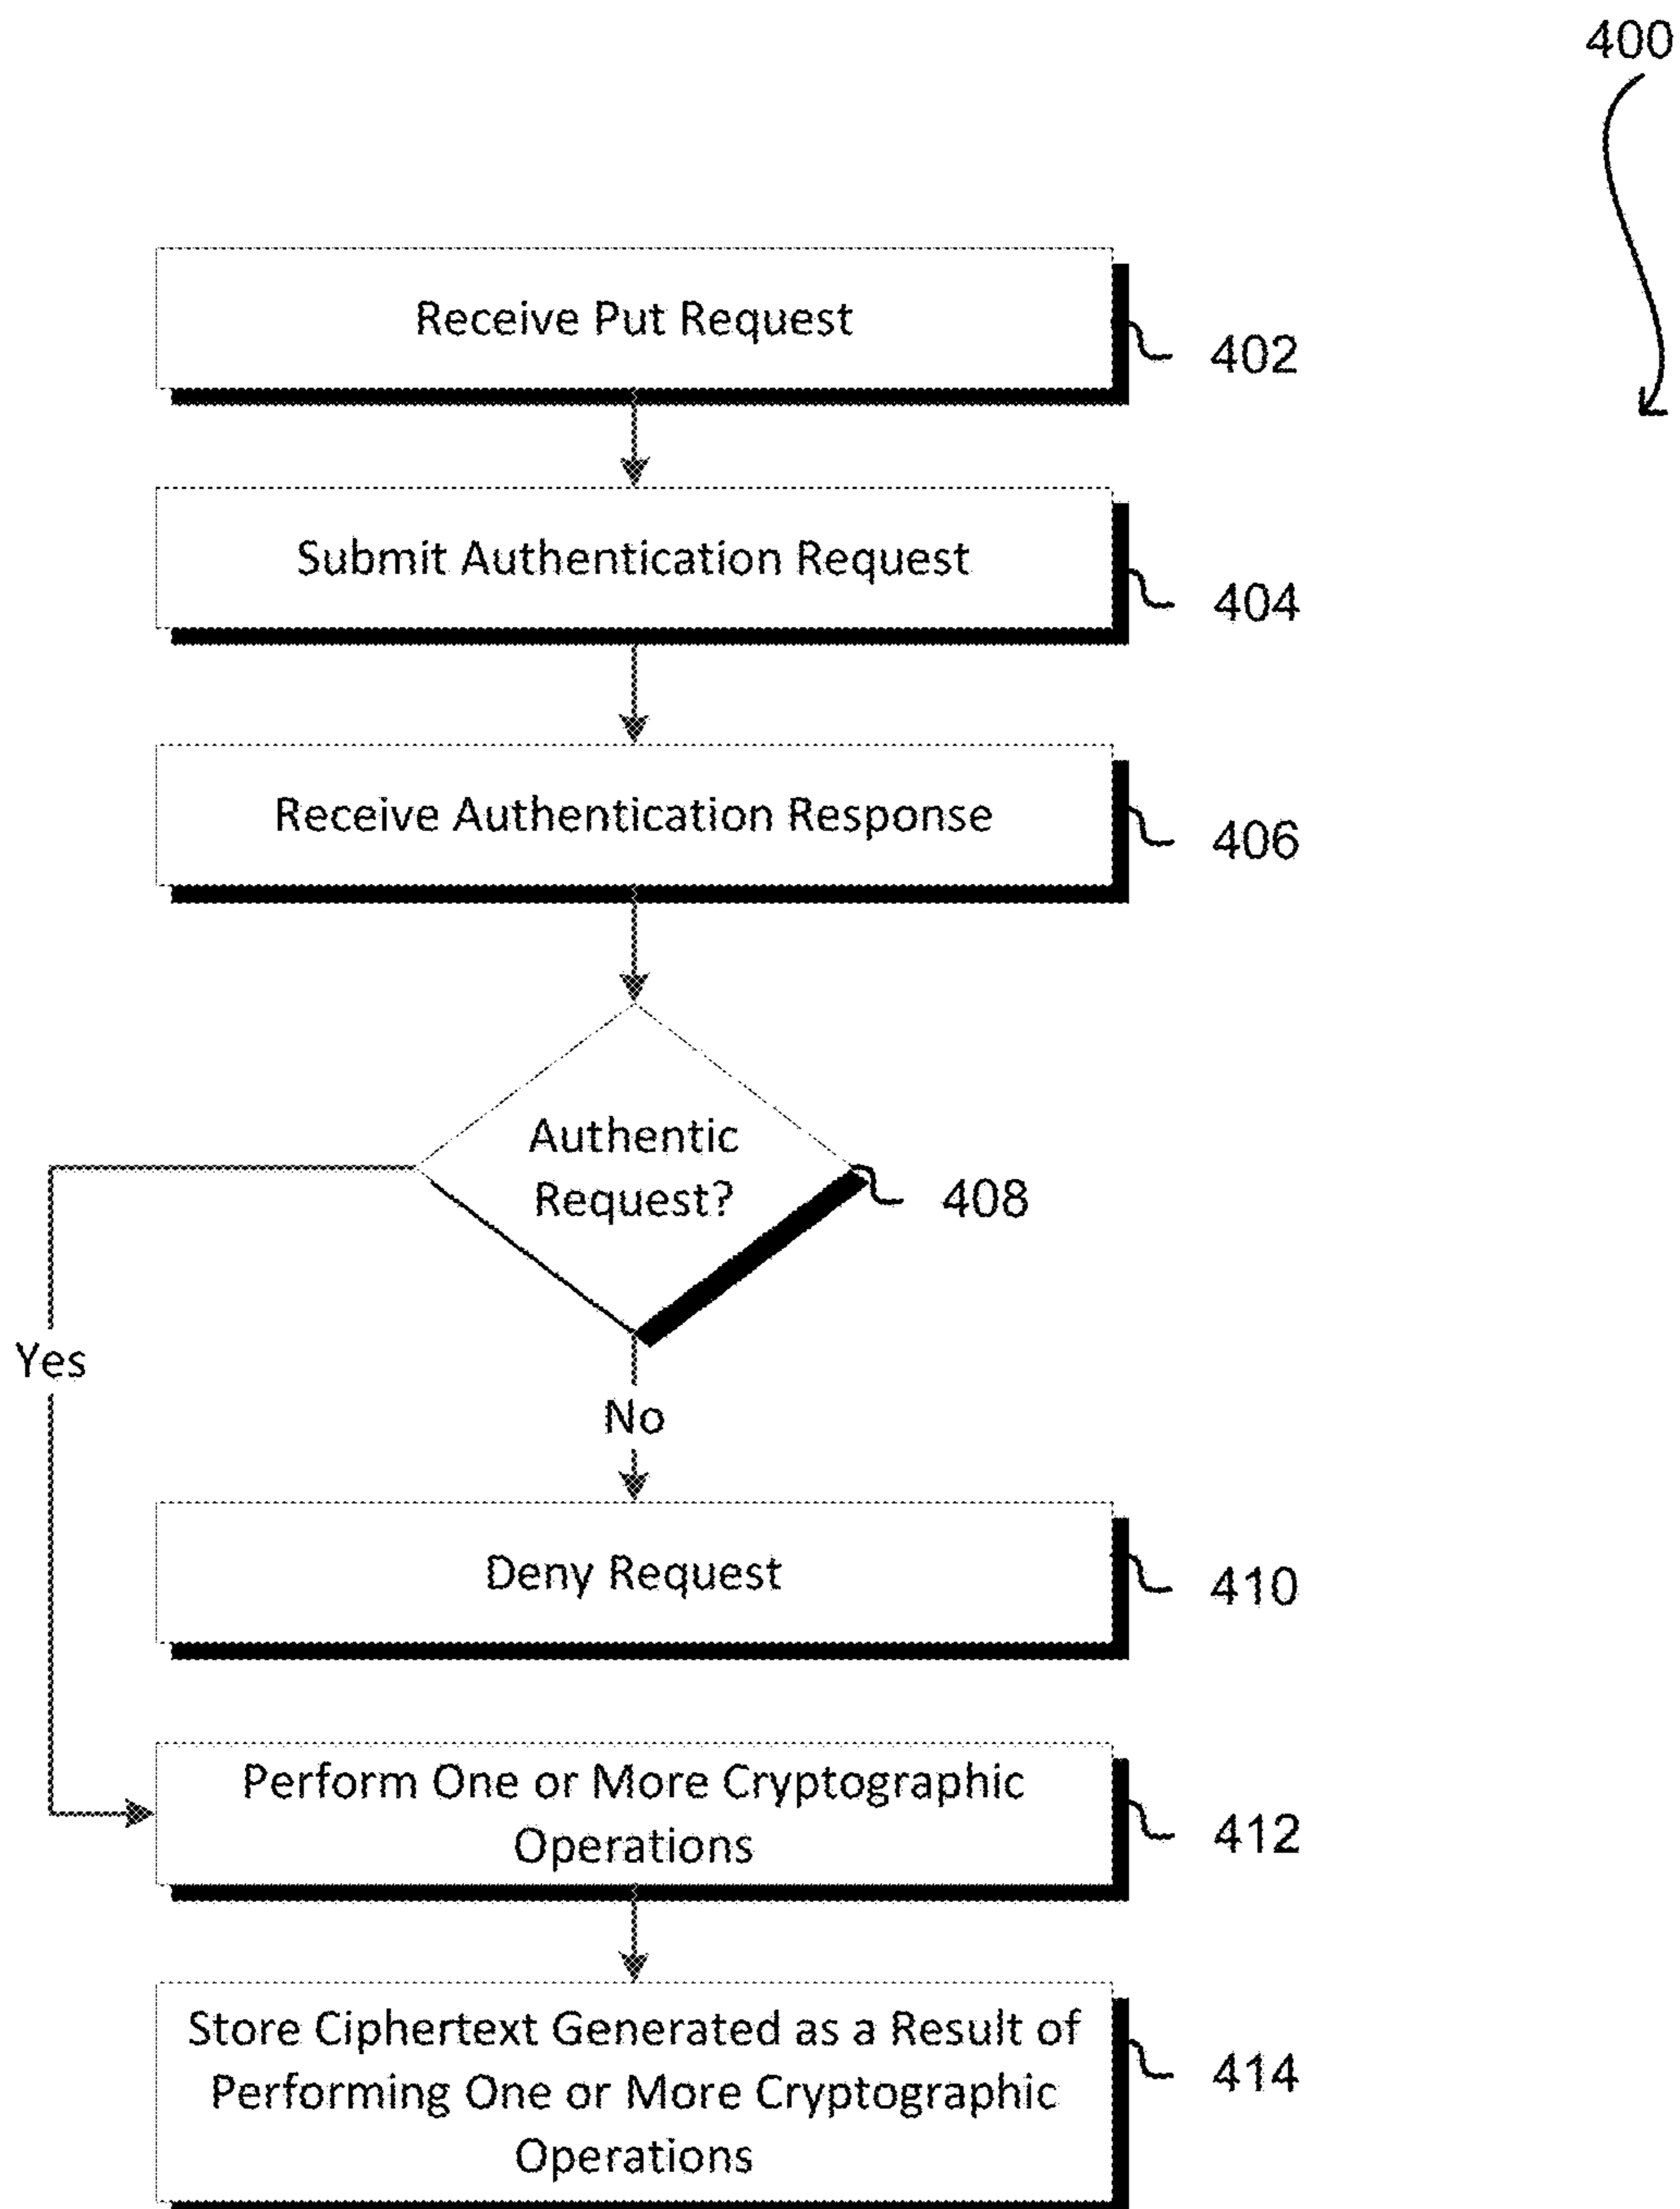 400
Receive Put Request
402
Submit Authentication Request
404
Receive Authentication Response
406
Authentic
Request?
408
Yes
No
Deny Request
410
Perform One or More Cryptographic
Operations
412
Store Ciphertext Generated as a Result of
Performing One or More Cryptographic
Operations
414